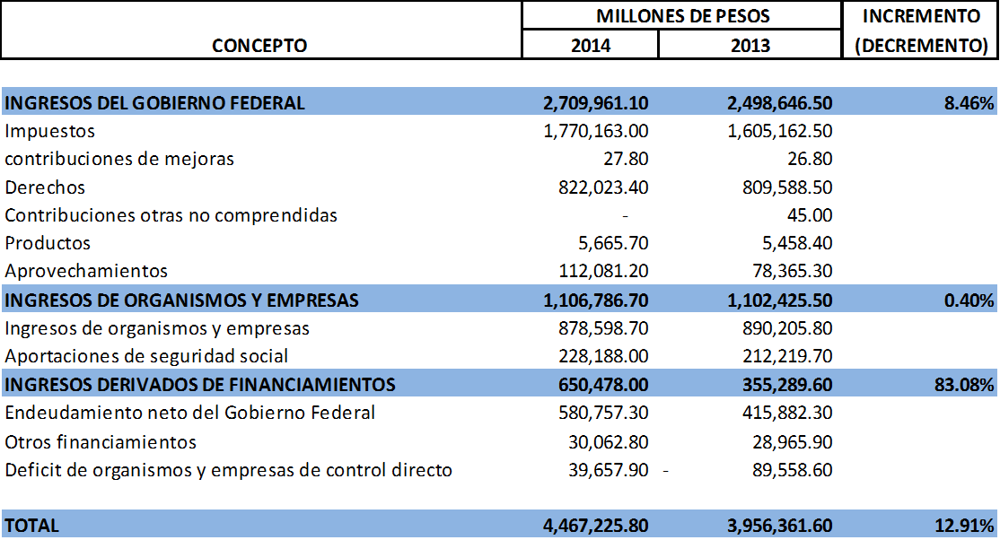 CONCEPTO MILLONES DE PESOS INCREMENTO
2014 2013 (DECREMENTO)
INGRESOS DEL GOBIERNO FEDERAL 2,709,961.10 2,498,646.50 8.46%
Impuestos 1,770,163.00 1,605,162.50
contribuciones de mejoras 27.80 26.80
Derechos 822,023.40 809,588.50
Contribuciones otras no comprendidas - 45.00
Productos 5,665.70 5,458.40
Aprovechamientos 112,081.20 78,365.30
INGRESOS DE ORGANISMOS Y EMPRESAS 1,106,786.70 1,102,425.50 0.40%
Ingresos de organismos y empresas 878,598.70 890,205.80
Aportaciones de seguridad social 228,188.00 212,219.70
INGRESOS DERIVADOS DE FINANCIAMIENTOS 650,478.00 355,289.60 83.08%
Endeudamiento neto del Gobierno Federal 580,757.30 415,882.30
Otros financiamientos 30,062.80 28,965.90
Deficit de organismos y empresas de control directo 39,657.90 - 89,558.60
TOTAL 4,467,225.80 3,956,361.60 12.91%